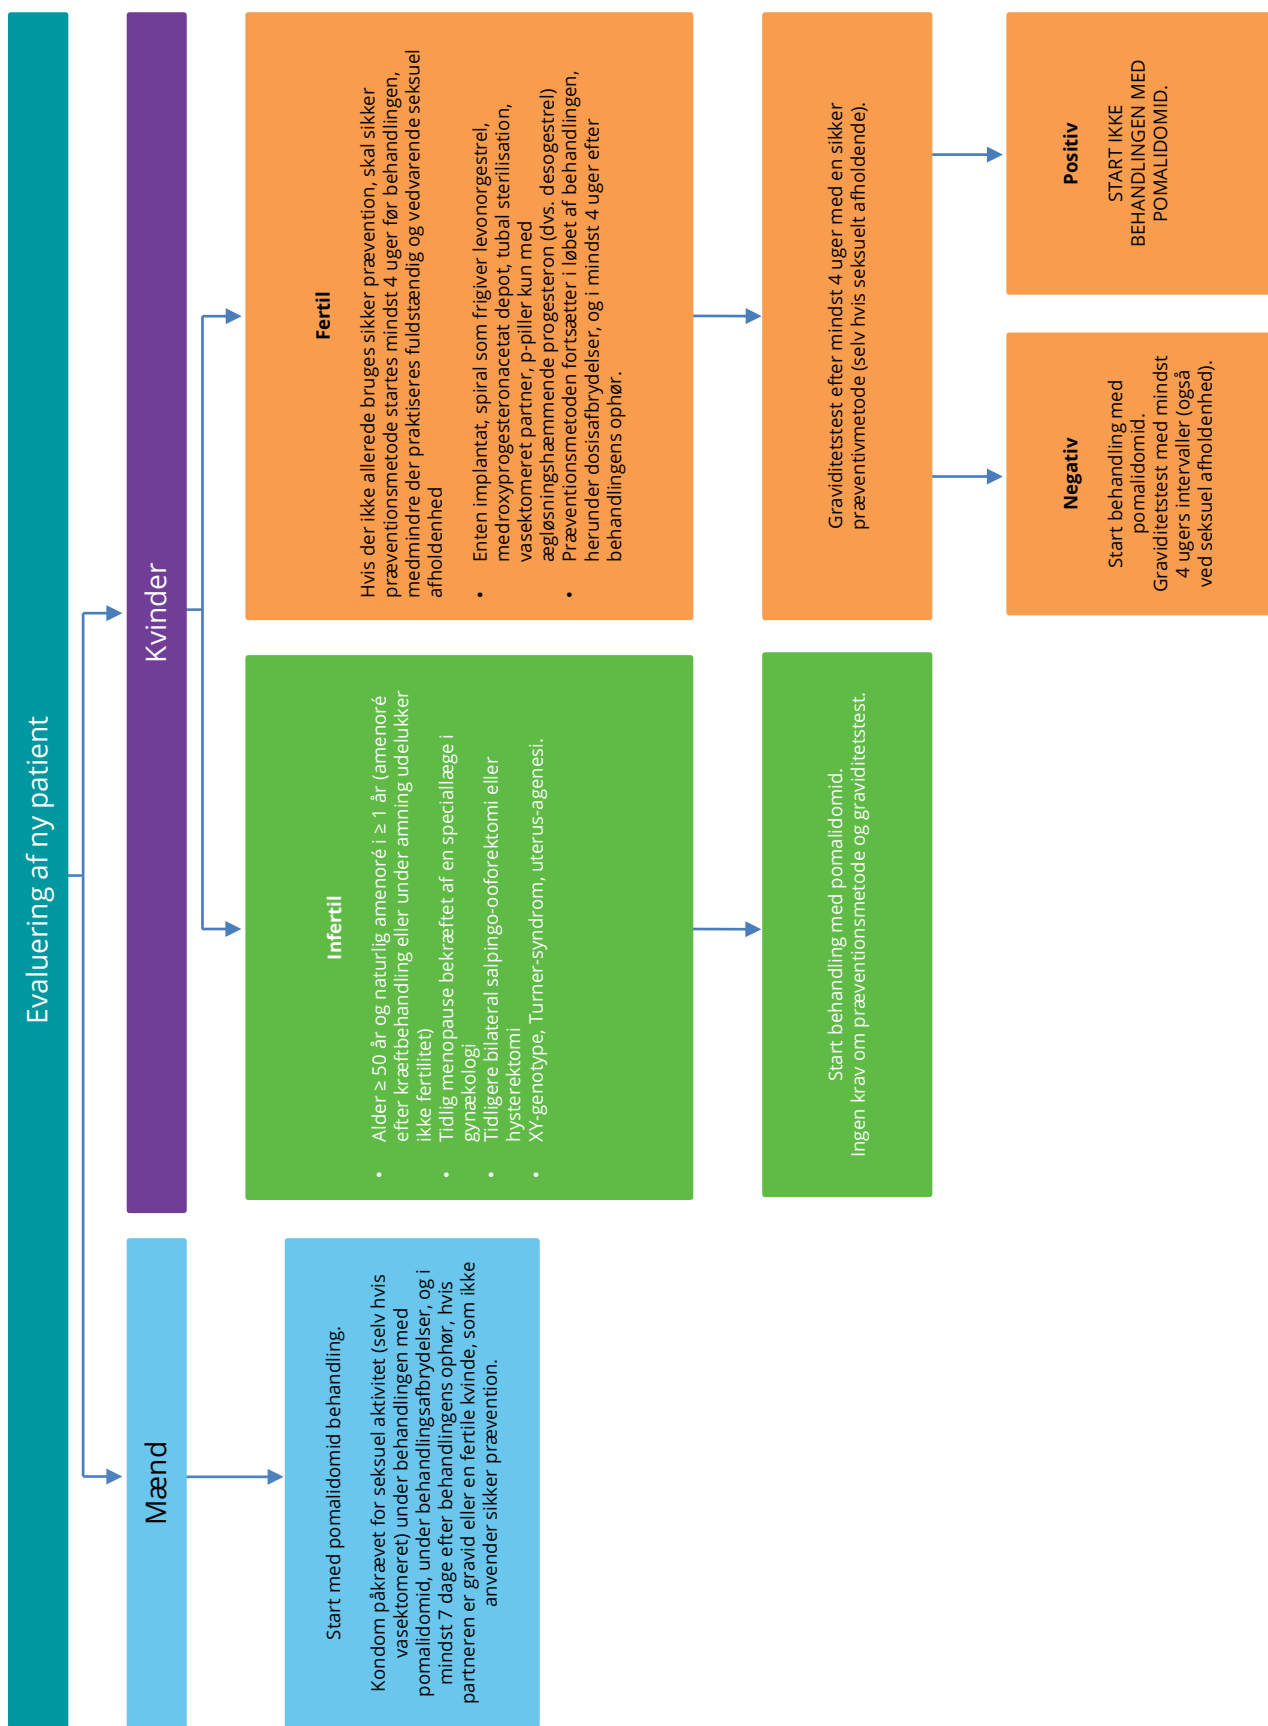 Evaluering af ny patient
Mænd
Start med pomalidomid behandling.
Kondom påkrævet for seksuel aktivitet (selv hvis
vasektomeret) under behandlingen med
pomalidomid, under behandlingsafbrydelser, og i
mindst 7 dage efter behandlingens ophør, hvis
partneren er gravid eller en fertile kvinde, som ikke
anvender sikker prævention.
Kvinder
Infertil
• Alder ≥ 50 år og naturlig amenoré i ≥ 1 år (amenoré
efter kræftbehandling eller under amning udelukker
ikke fertilitet)
• Tidlig menopause bekræftet af en speciallæge i
gynækologi
• Tidligere bilateral salpingo-ooforektomi eller
hysterektomi
• XY-genotype, Turner-syndrom, uterus-agenesi.
Start behandling med pomalidomid.
Ingen krav om præventionsmetode og graviditetstest.
Fertil
Hvis der ikke allerede bruges sikker prævention, skal sikker
præventionsmetode startes mindst 4 uger før behandlingen,
medmindre der praktiseres fuldstændig og vedvarende seksuel
afholdenhed
• Enten implantat, spiral som frigiver levonorgestrel,
medroxyprogesteronacetat depot, tubal sterilisation,
vasektomeret partner, p-piller kun med
ægløsningshæmmende progesteron (dvs. desogestrel)
• Præventionsmetoden fortsætter i løbet af behandlingen,
herunder dosisafbrydelser, og i mindst 4 uger efter
behandlingens ophør.
Graviditetstest efter mindst 4 uger med en sikker
præventivmetode (selv hvis seksuelt afholdende).
Negativ
Start behandling med
pomalidomid.
Graviditetstest med mindst
4 ugers intervaller (også
ved seksuel afholdenhed).
Positiv
START IKKE
BEHANDLINGEN MED
POMALIDOMID.